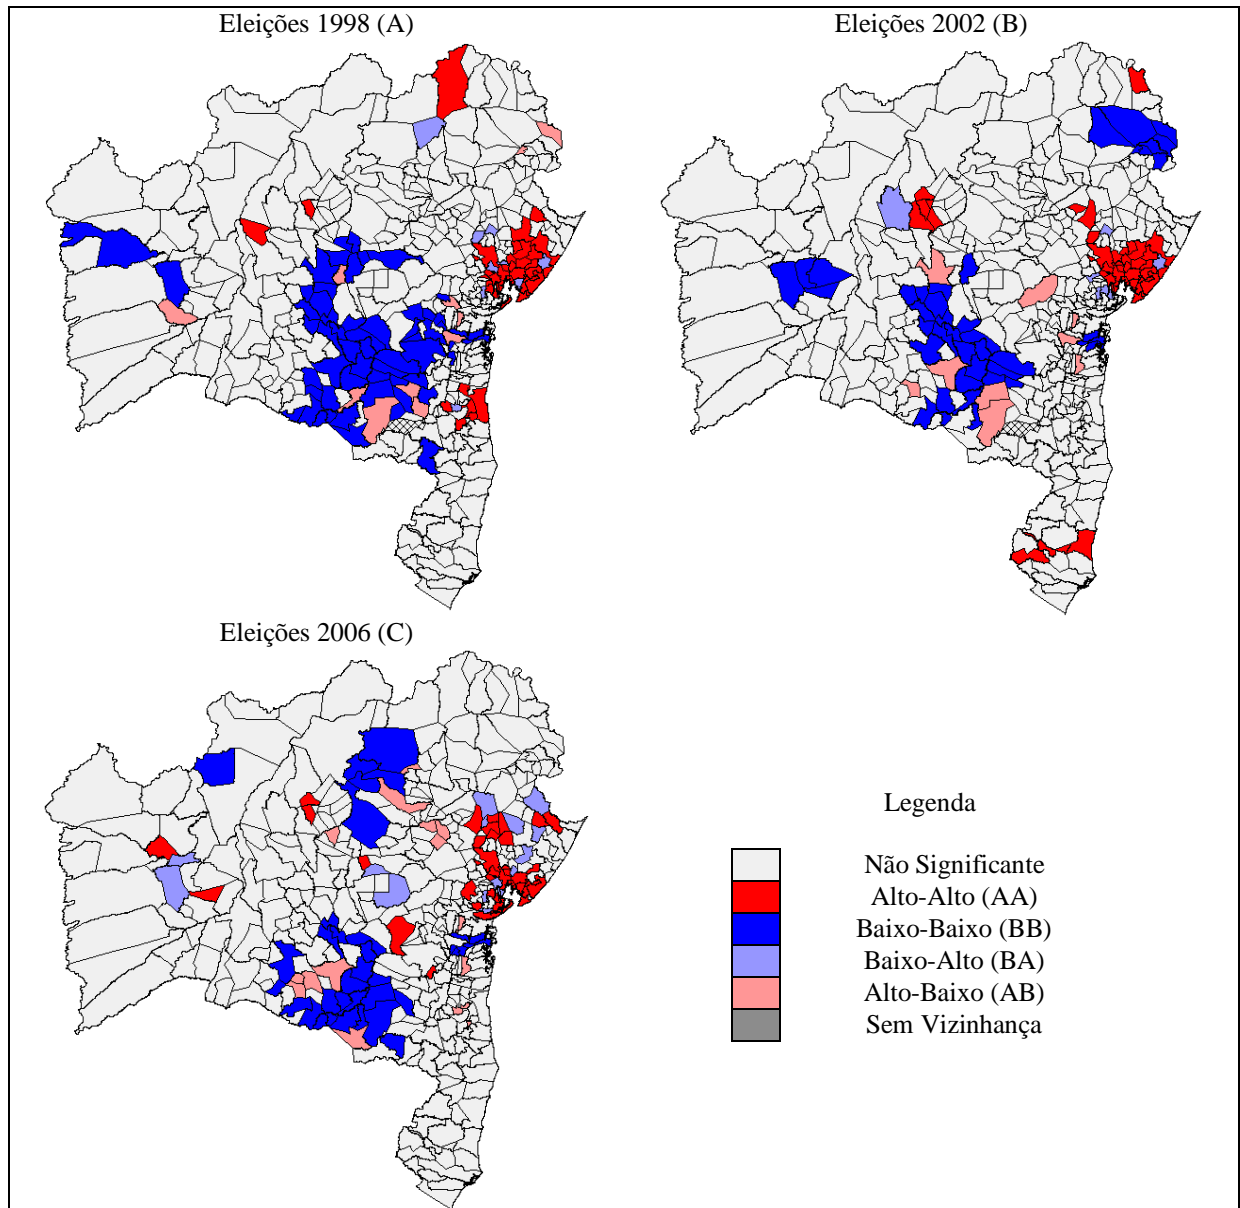 Eleições 1998 (A)
Eleições 2002 (B)
Eleições 2006 (C)
Legenda
Não Significante
Alto-Alto (AA)
Baixo-Baixo (BB)
Baixo-Alto (BA)
Alto-Baixo (AB)
Sem Vizinhança